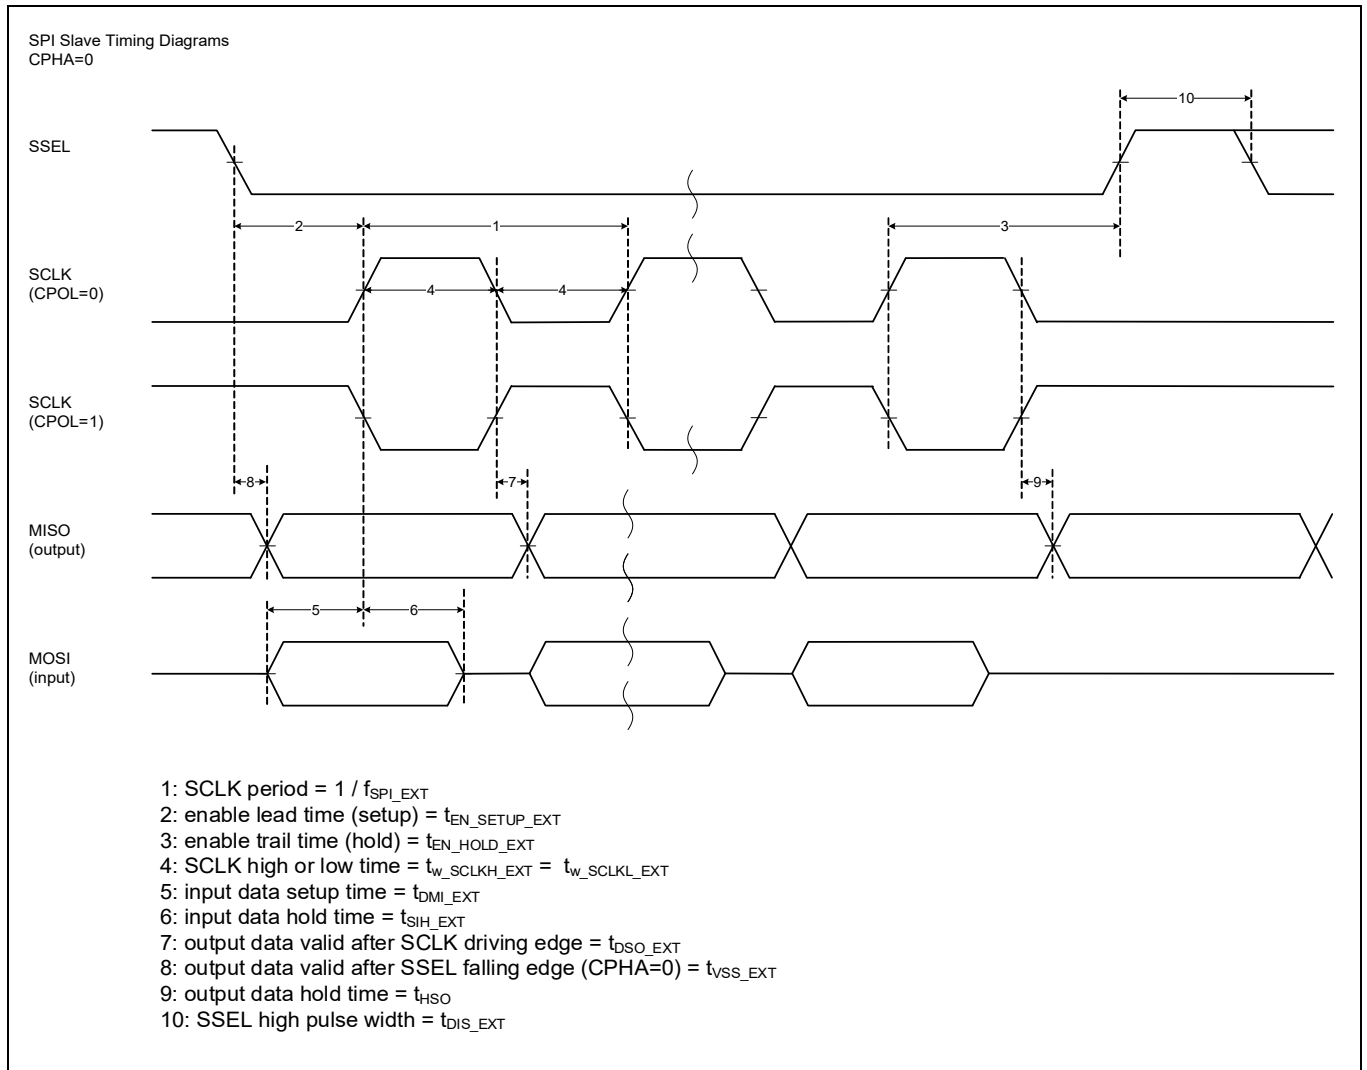 SPI Slave Timing Diagrams
CPHA=0
10
SSEL
2
1
3
SCLK
(CPOL=0)
4
4
SCLK
(CPOL=1)
8
7
9
MISO
(output)
5
6
MOSI
(input)
1: SCLK period = 1 / fSPI_EXT
2: enable lead time (setup) = tEN_SETUP_EXT
3: enable trail time (hold) = tEN_HOLD_EXT
4: SCLK high or low time = tw_SCLKH_EXT = tw_SCLKL_EXT
5: input data setup time = tDMI_EXT
6: input data hold time = tSIH_EXT
7: output data valid after SCLK driving edge = tDSO_EXT
8: output data valid after SSEL falling edge (CPHA=0) = tVSS_EXT
9: output data hold time = tHSO
10: SSEL high pulse width = tDIS_EXT